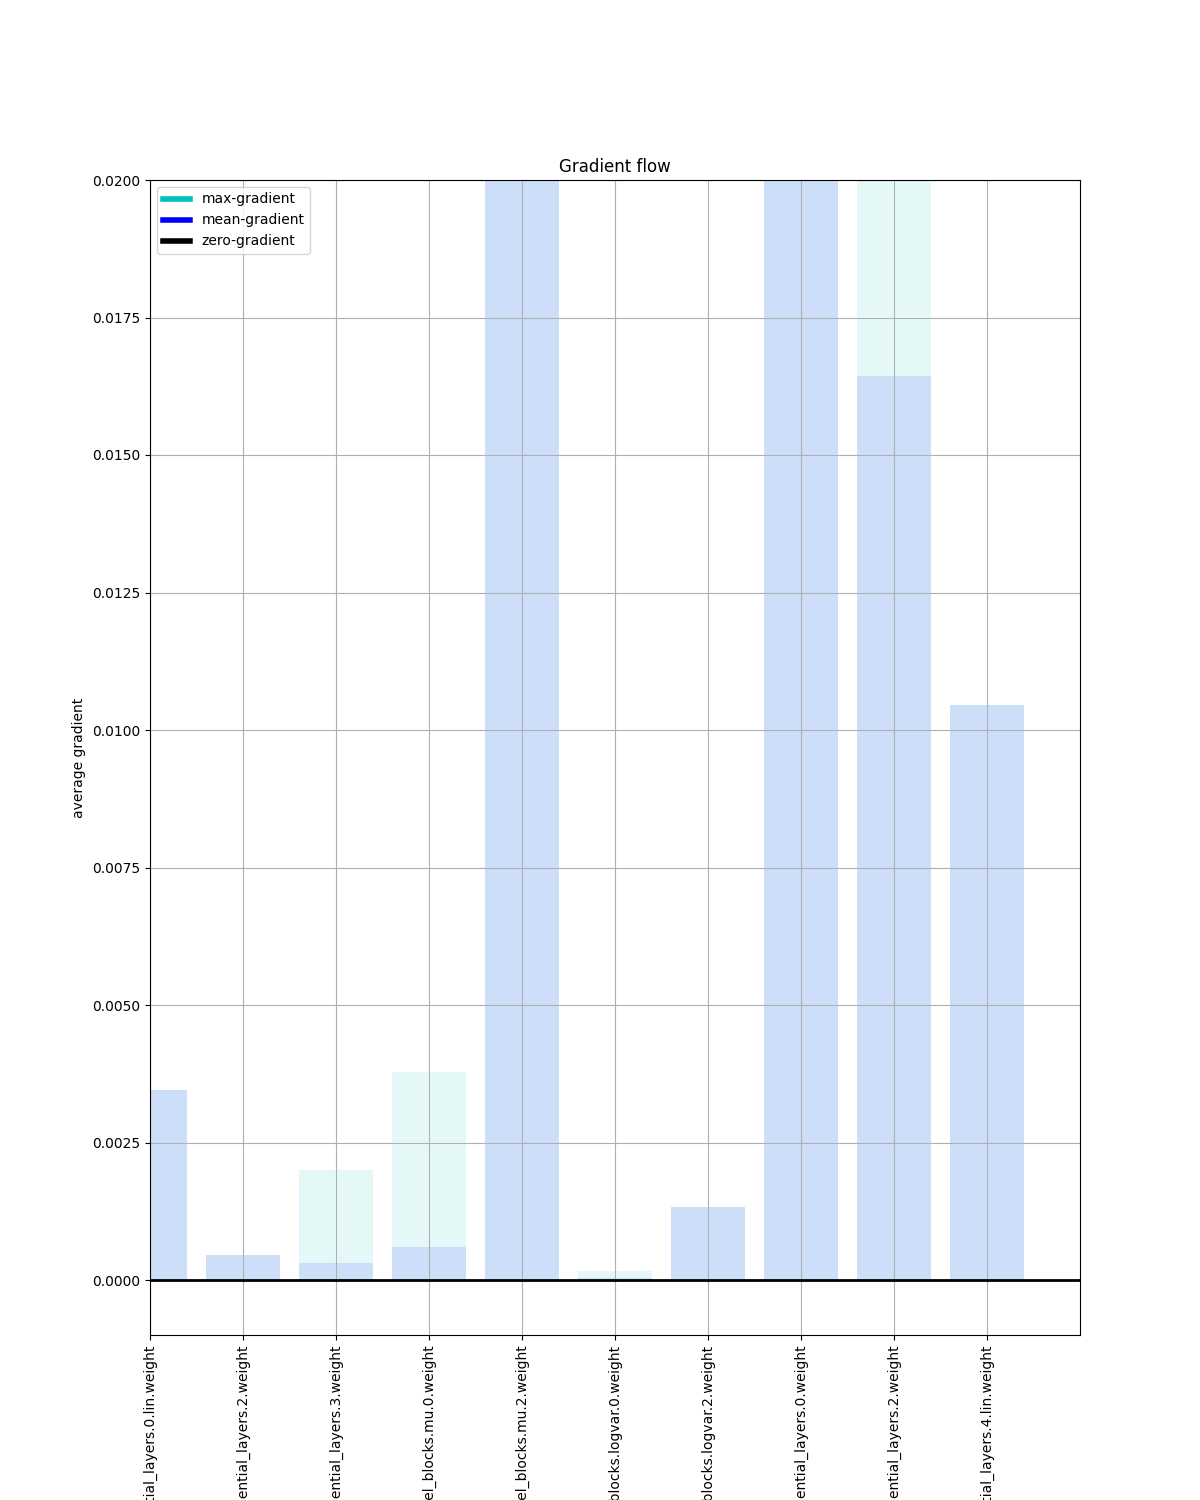 Gradient flow
max-gradient
mean-gradient
zero-gradient
0.0200
0.0175
0.0150
0.0125
0.0100
0.0075
0.0050
0.0025
0.0000
average gradient
tial_layers.0.lin.weight
ential_layers.2.weight
ential_layers.3.weight
el_blocks.mu.0.weight
el_blocks.mu.2.weight
blocks.logvar.0.weight
blocks.logvar.2.weight
ential_layers.0.weight
ential_layers.2.weight
tial_layers.4.lin.weight